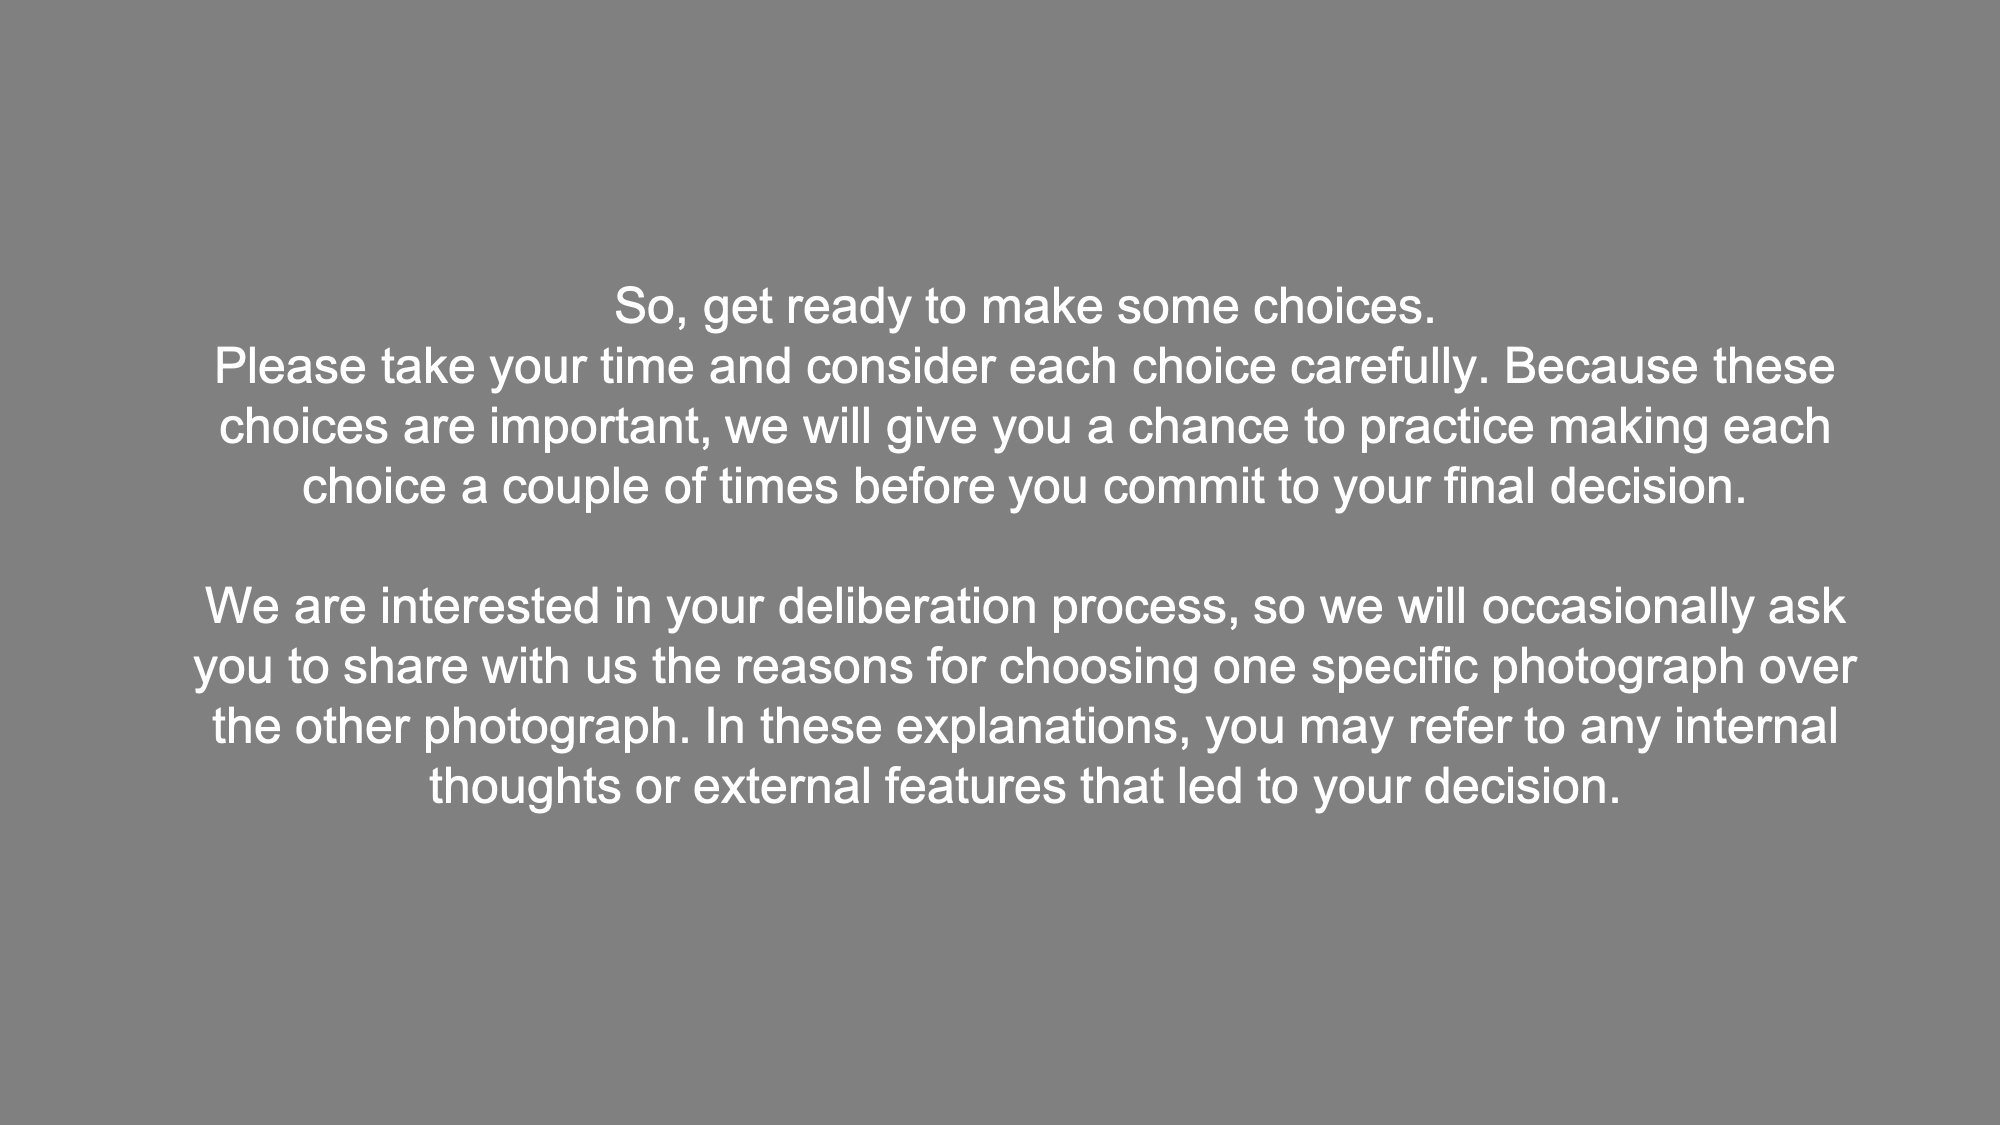 So, get ready to make some choices.
Please take your time and consider each choice carefully. Because these
choices are important, we will give you a chance to practice making each
choice a couple of times before you commit to your final decision.
We are interested in your deliberation process, so we will occasionally ask
you to share with us the reasons for choosing one specific photograph over
the other photograph. In these explanations, you may refer to any internal
thoughts or external features that led to your decision.